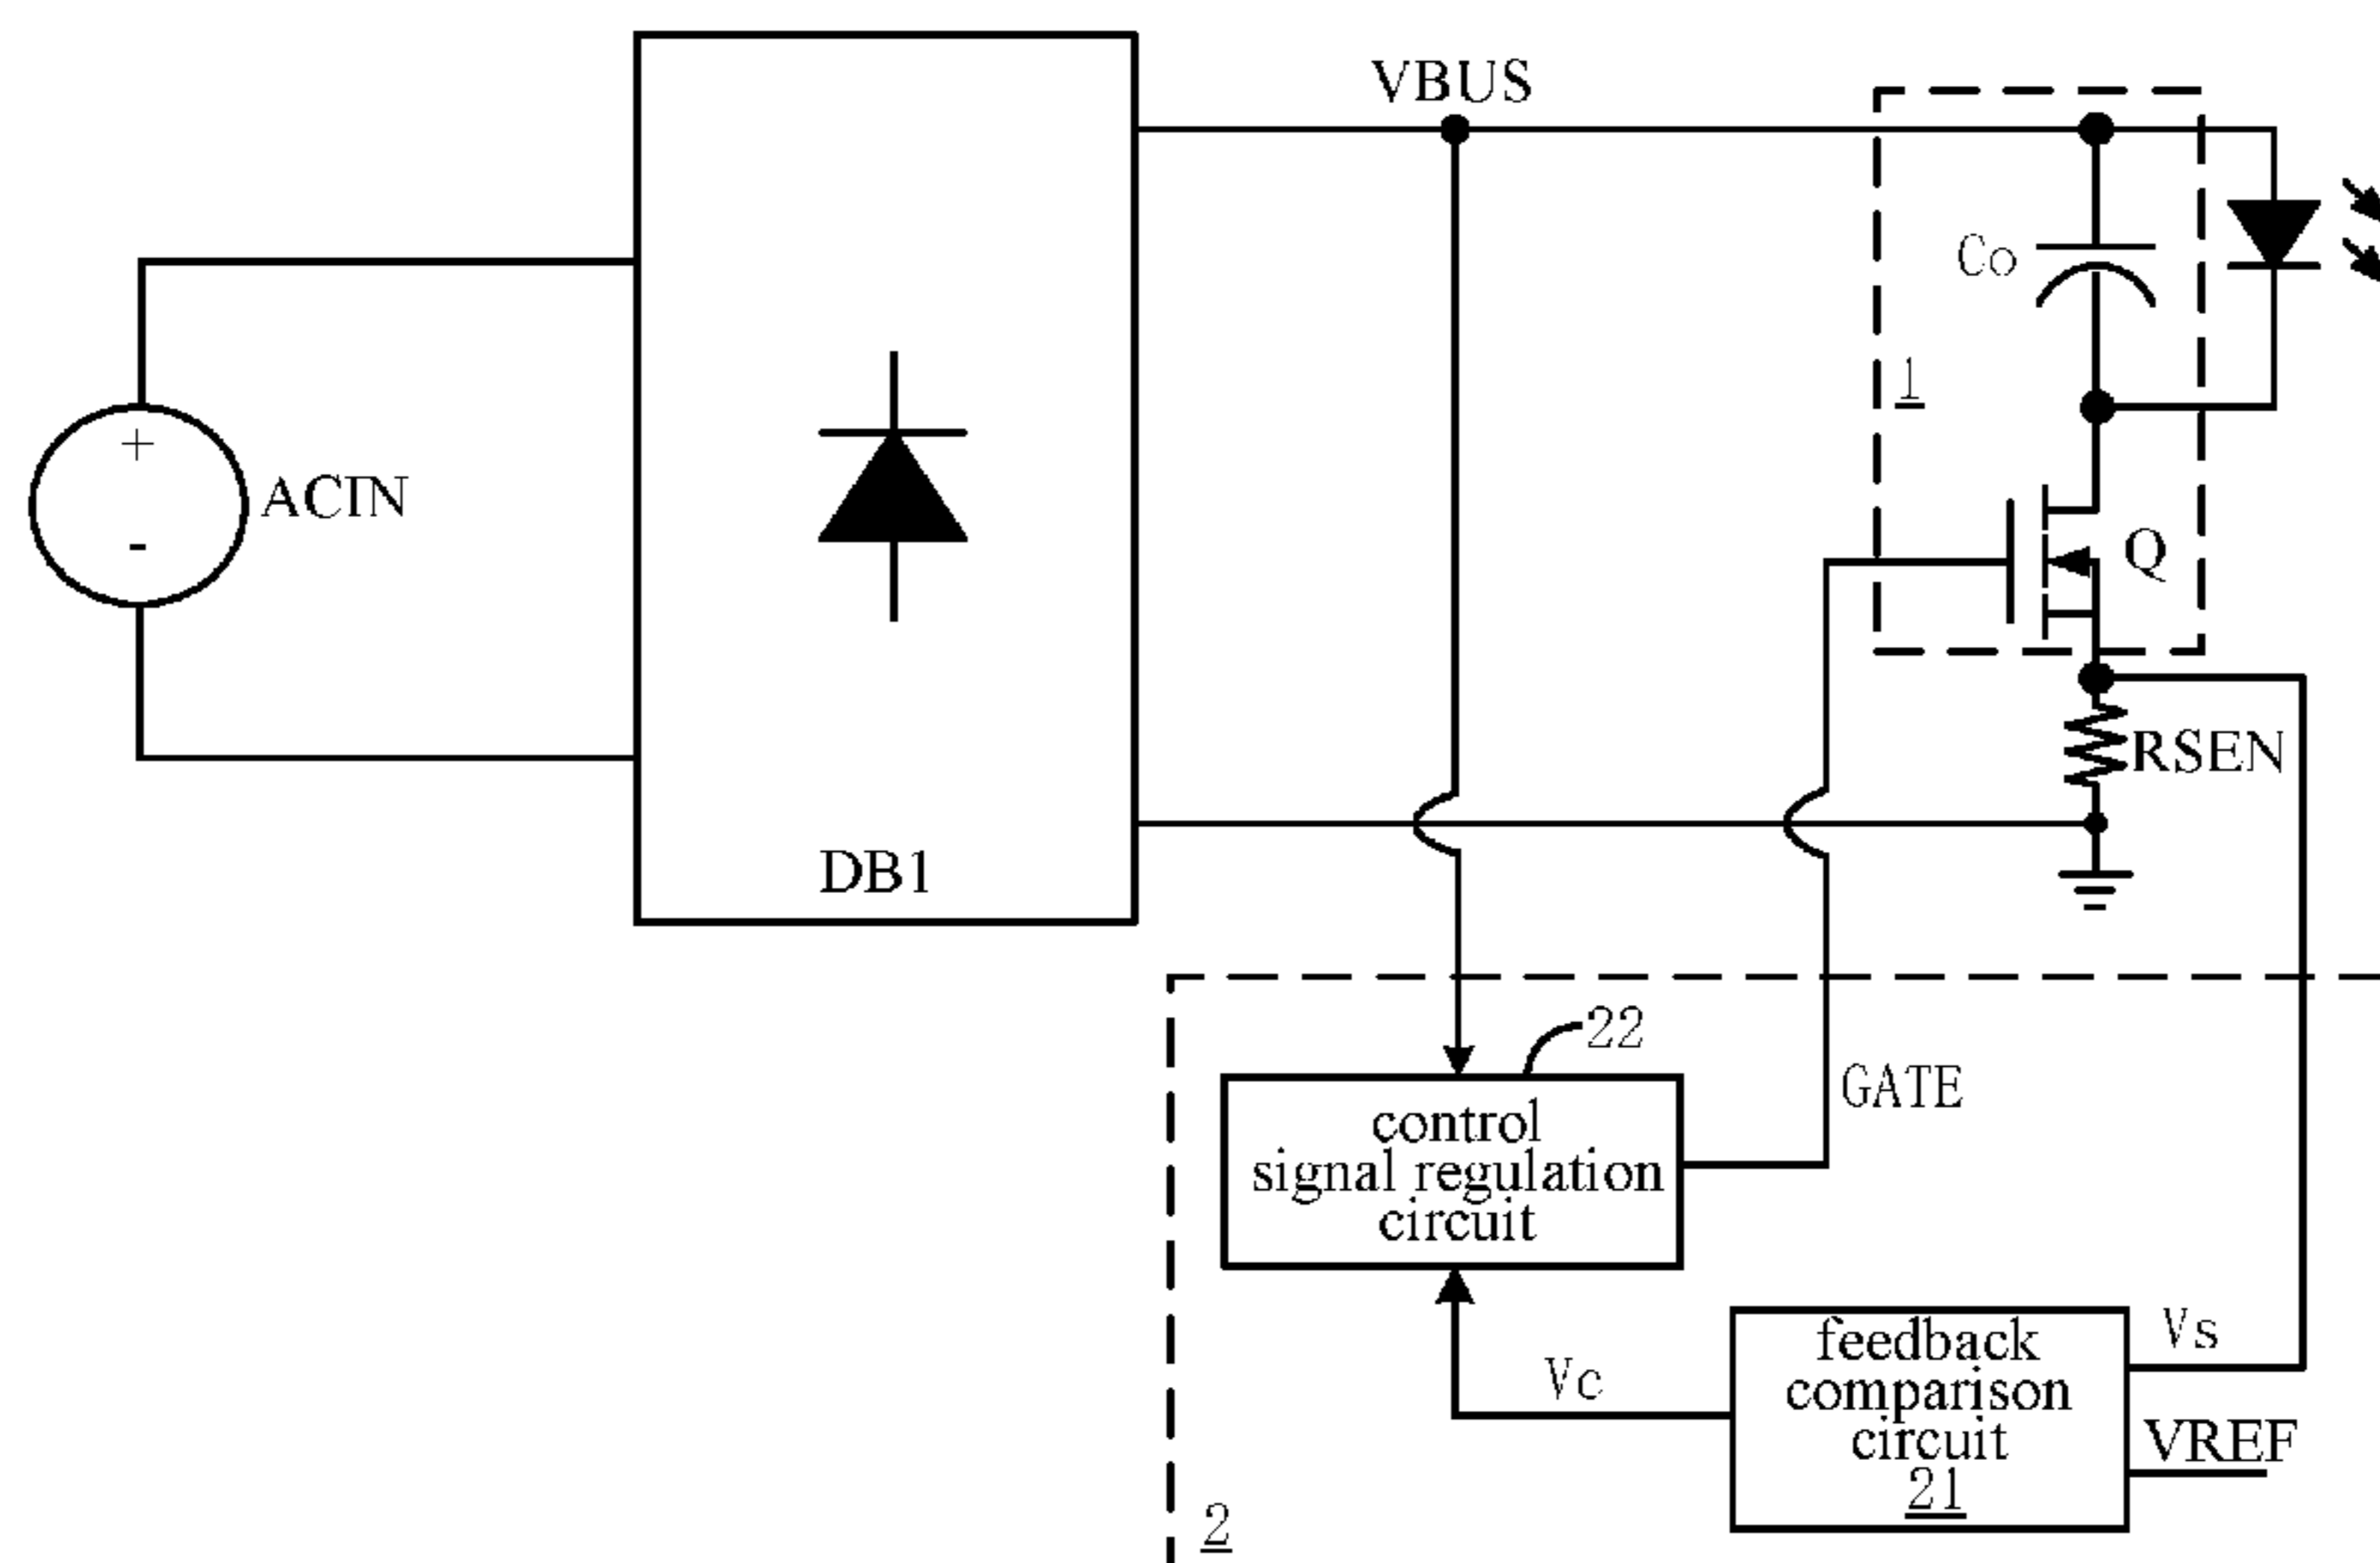 VBUS
Co
1
+
ACIN
-
Q
RSEN
DB1
22
GATE
control
signal regulation
circuit
Vs
feedback
comparison
circuit
21
Vc
VREF
2